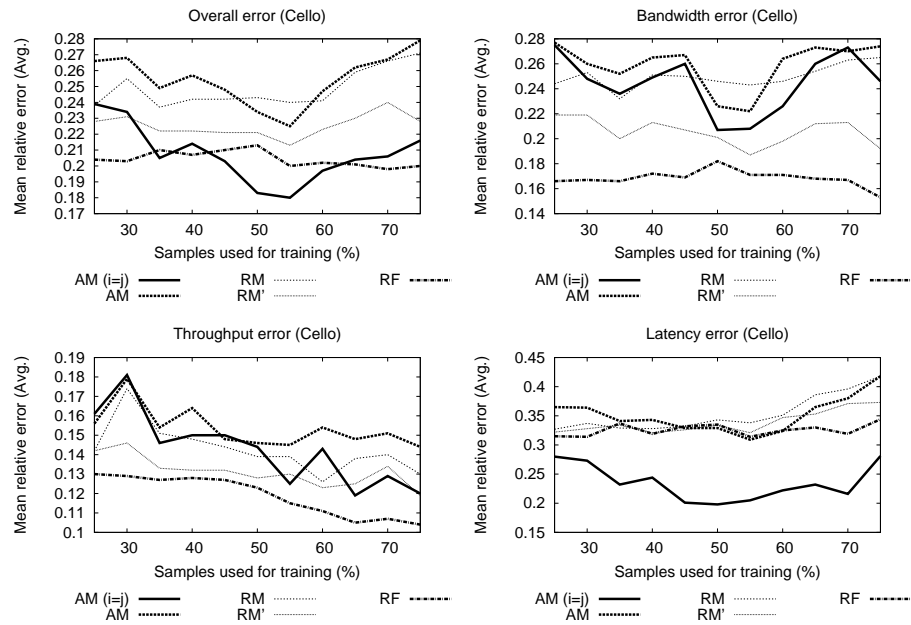 Overall error (Cello)
Mean relative error (Avg.)
0.28
0.27
0.26
0.25
0.24
0.23
0.22
0.21
0.2
0.19
0.18
0.17
30 40 50 60 70
Samples used for training (%)
AM (i=j) RM RF
AM RM'
Bandwidth error (Cello)
Mean relative error (Avg.)
0.28
0.26
0.24
0.22
0.2
0.18
0.16
0.14
30 40 50 60 70
Samples used for training (%)
AM (i=j) RM RF
AM RM'
Throughput error (Cello)
Mean relative error (Avg.)
0.19
0.18
0.17
0.16
0.15
0.14
0.13
0.12
0.11
0.1
30 40 50 60 70
Samples used for training (%)
AM (i=j) RM RF
AM RM'
Latency error (Cello)
Mean relative error (Avg.)
0.45
0.4
0.35
0.3
0.25
0.2
0.15
30 40 50 60 70
Samples used for training (%)
AM (i=j) RM RF
AM RM'